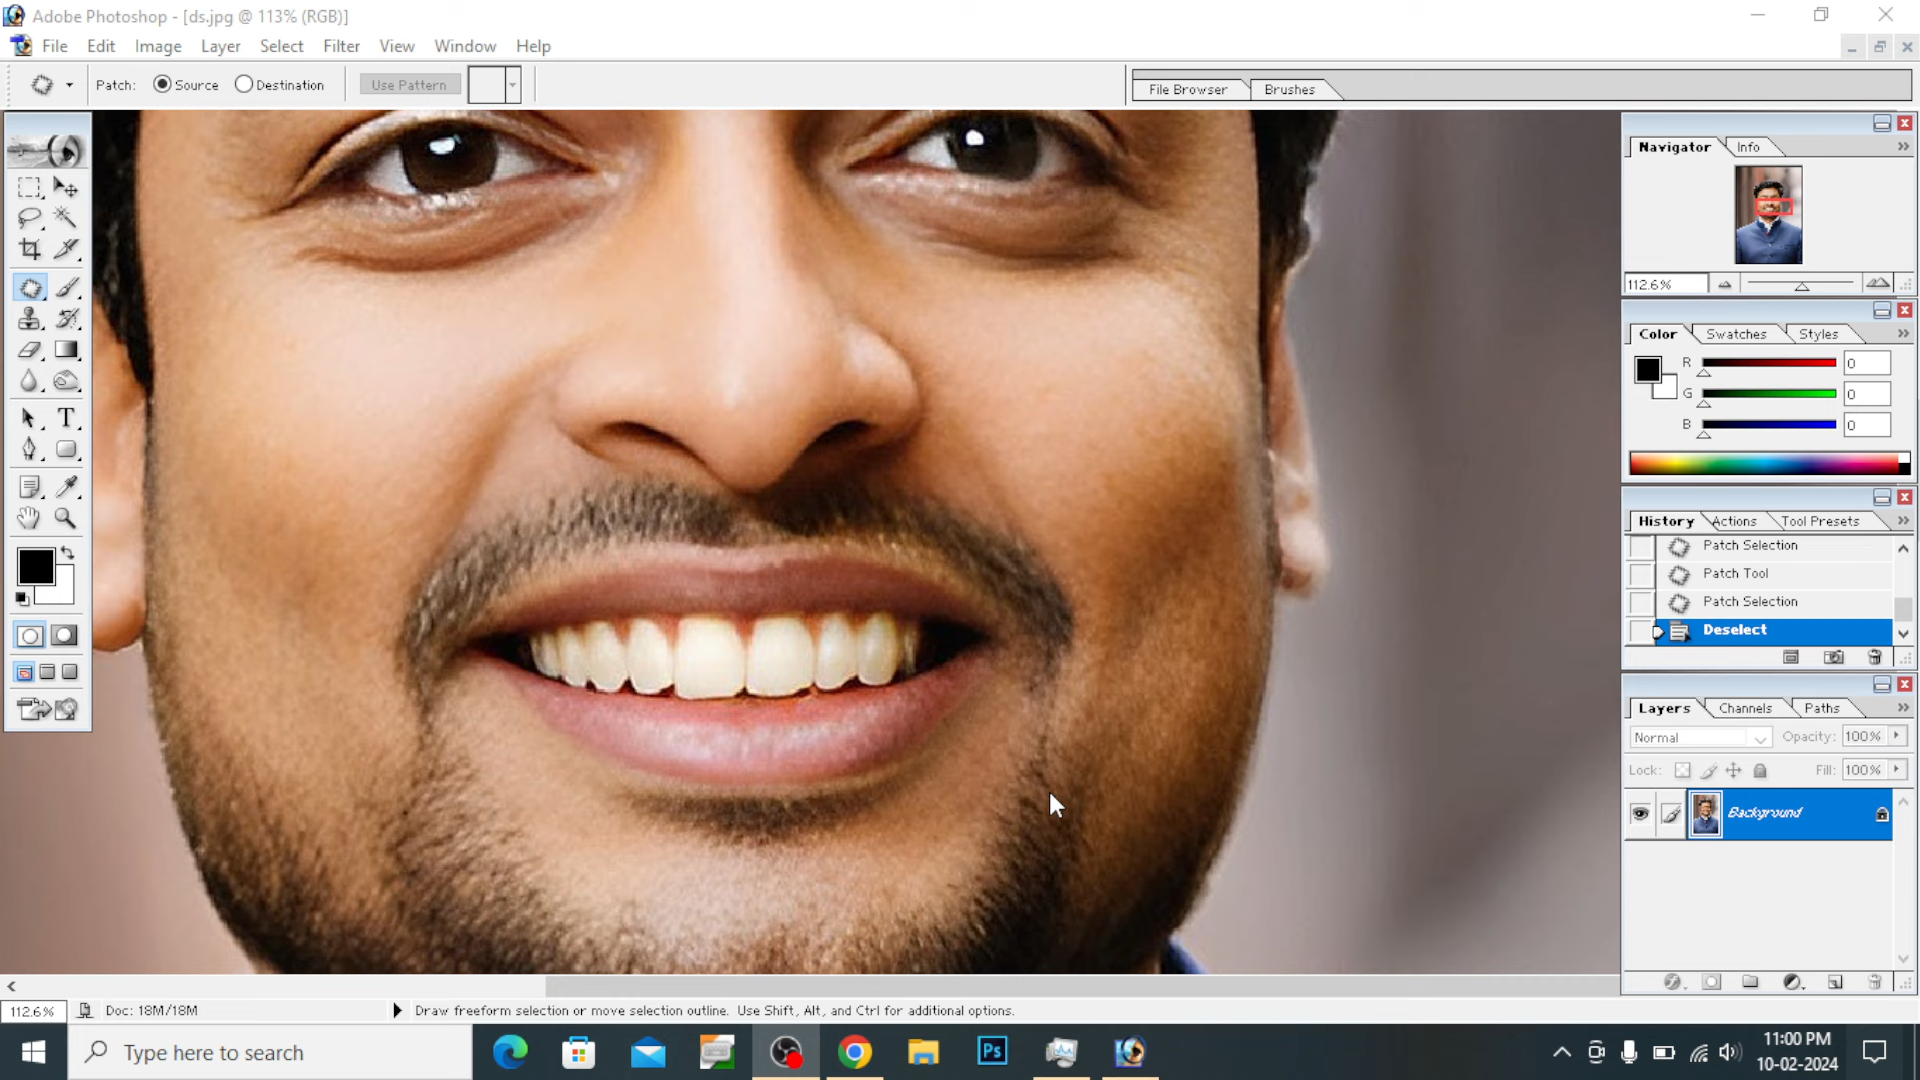 Adobe Photoshop - [ds.jpg @ 113% (RGB)]
File Edit Image Layer Select Filter View Window Help
Patch: Source Destination Use Pattern
File Browser Brushes
Navigator Info
112.6%
Color Swatches Styles
R 0
G 0
B 0
History Actions Tool Presets
Patch Selection
Patch Tool
Patch Selection
Deselect
Layers Channels Paths
Normal Opacity: 100%
Lock: Fill: 100%
Background
112.6% Doc: 18M/18M Draw freeform selection or move selection outline. Use Shift, Alt, and Ctrl for additional options.
Type here to search
Ps
11:00 PM
10-02-2024